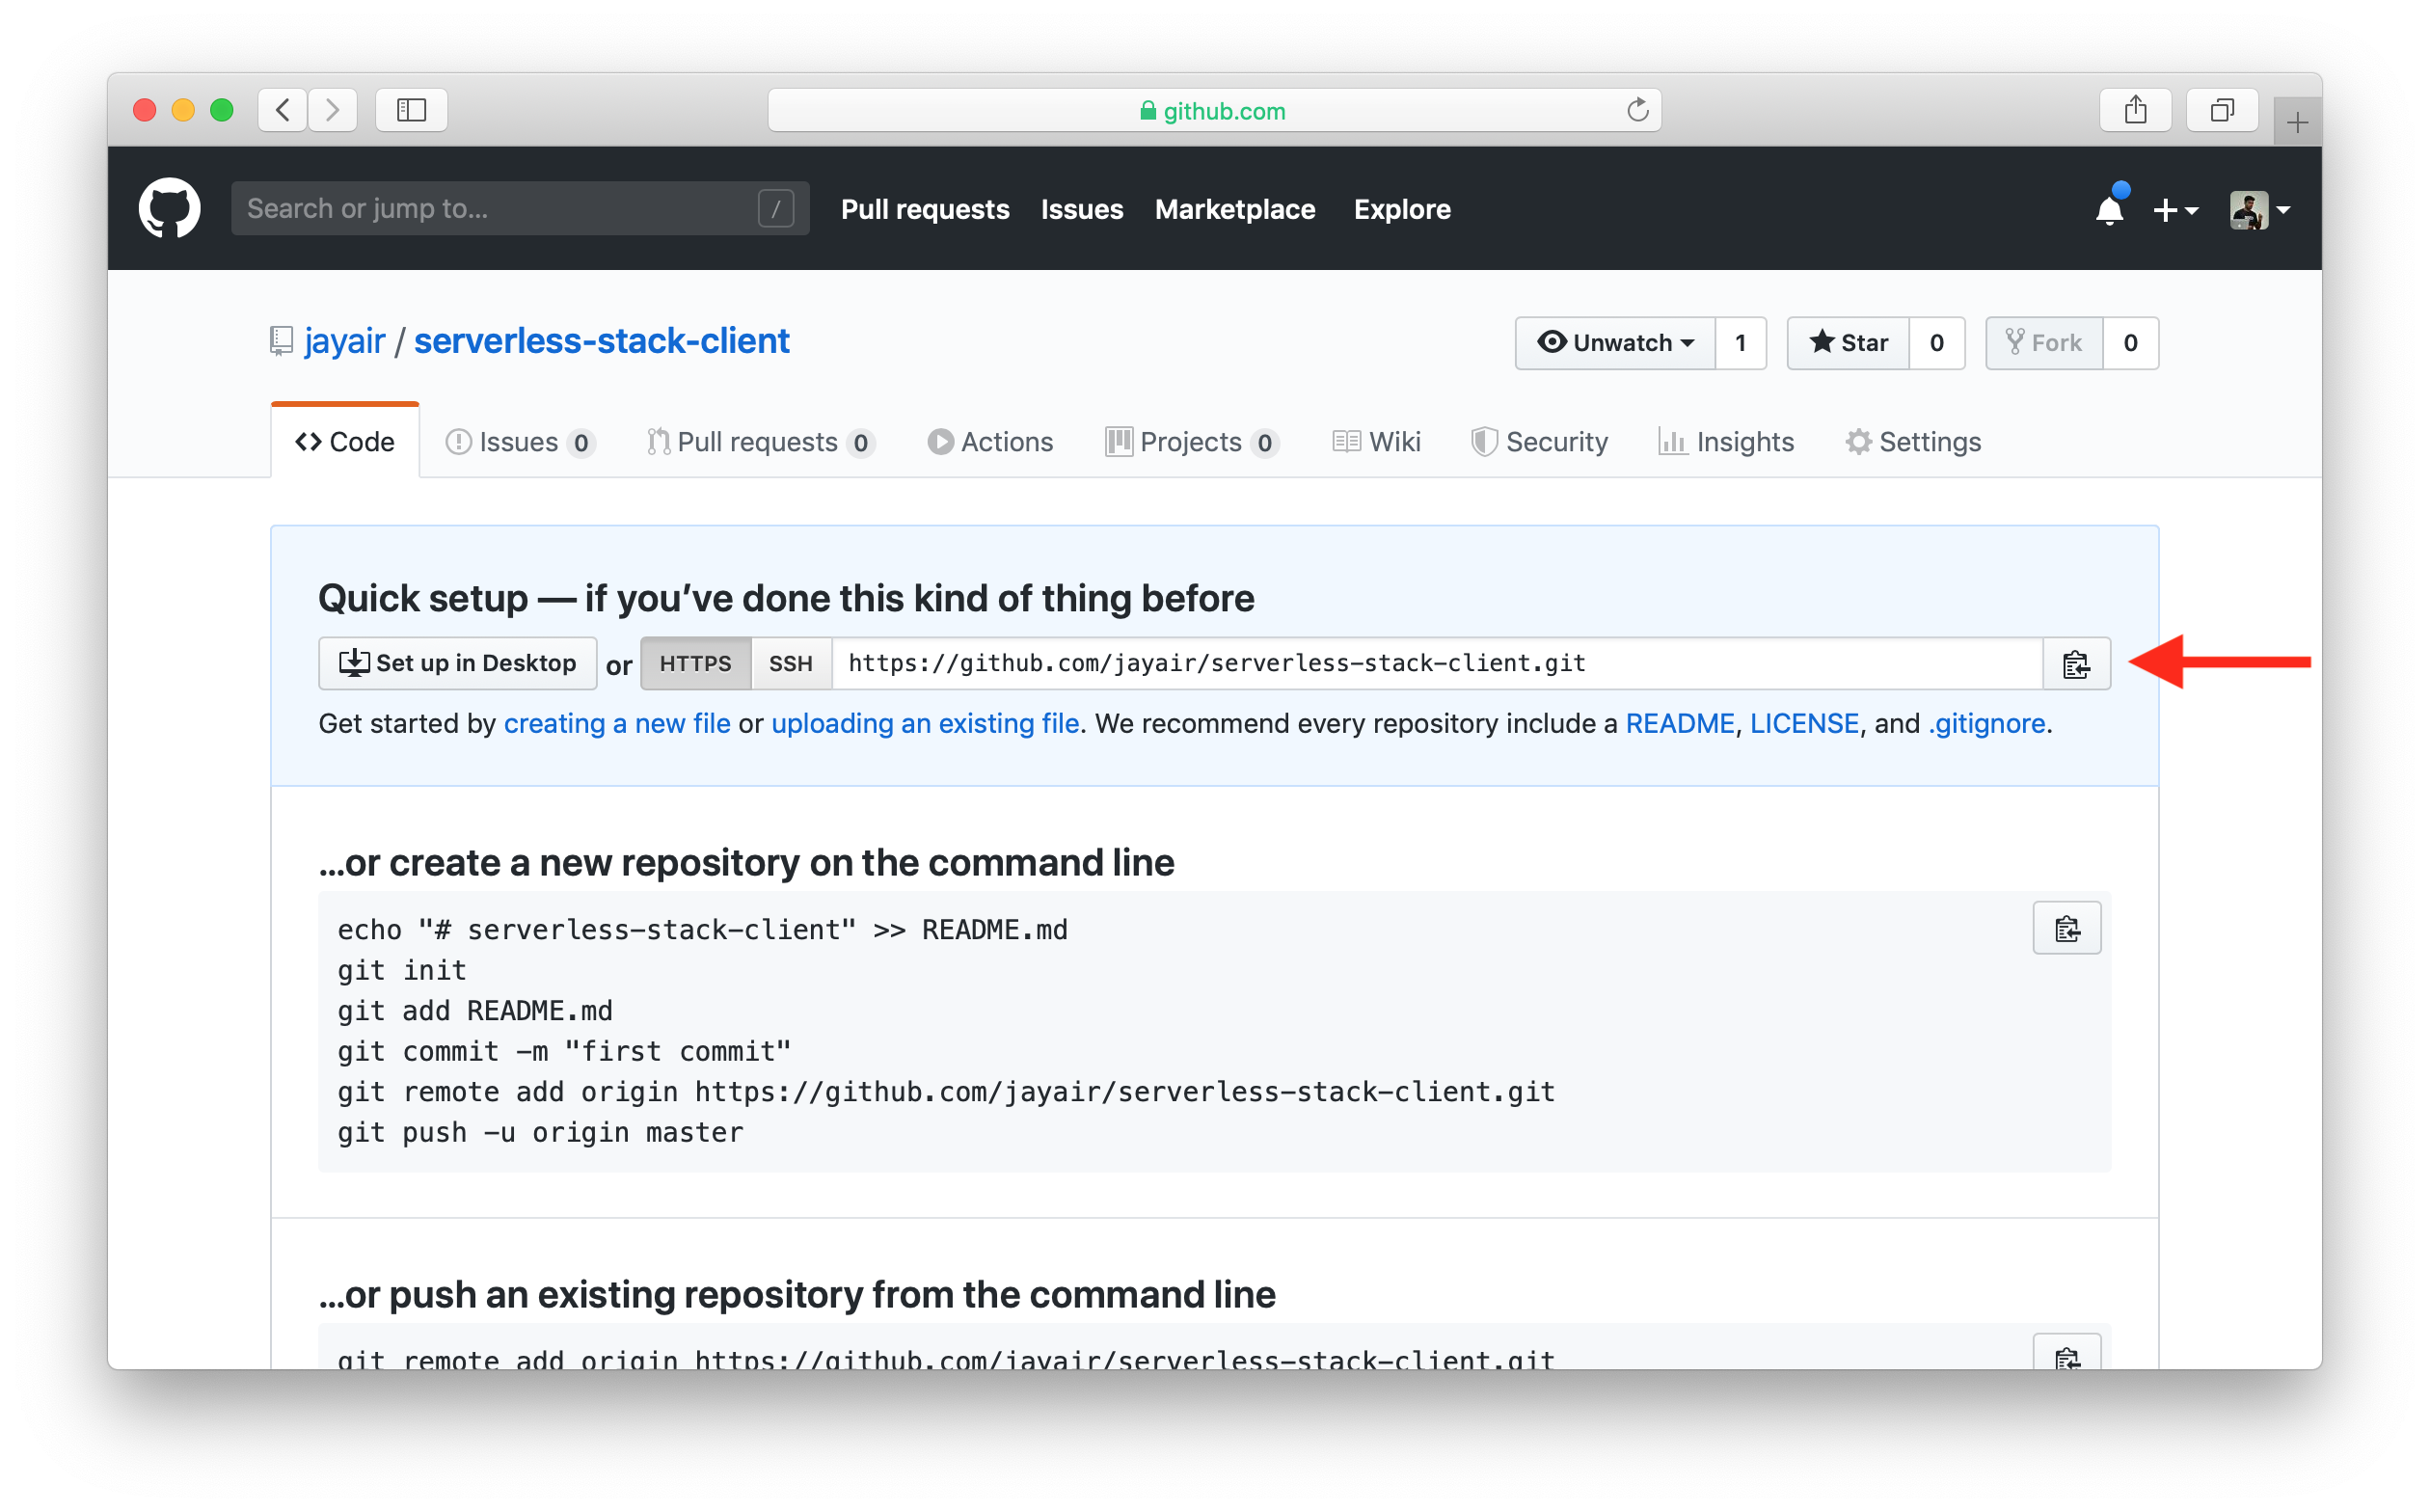 github.com
Search or jump to... /
Pull requests Issues Marketplace Explore
jayair / serverless-stack-client
Unwatch 1 Star 0 Fork 0
Code Issues 0 Pull requests 0 Actions Projects 0 Wiki Security Insights Settings
Quick setup — if you’ve done this kind of thing before
Set up in Desktop or HTTPS SSH https://github.com/jayair/serverless-stack-client.git
Get started by creating a new file or uploading an existing file. We recommend every repository include a README, LICENSE, and .gitignore.
…or create a new repository on the command line
echo "# serverless-stack-client" >> README.md
git init
git add README.md
git commit -m "first commit"
git remote add origin https://github.com/jayair/serverless-stack-client.git
git push -u origin master
…or push an existing repository from the command line
git remote add origin https://github.com/jayair/serverless-stack-client.git